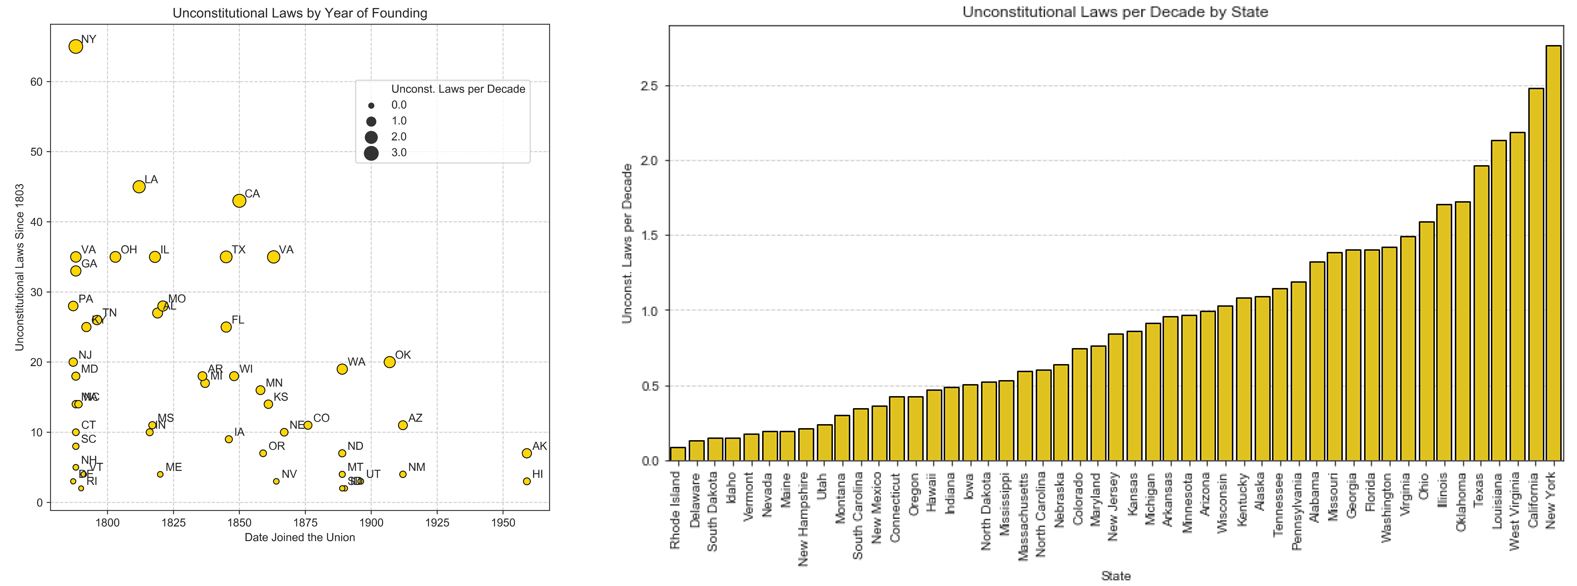 Unconstitutional Laws by Year of Founding
NY
Unconst. Laws per Decade
0.0
1.0
2.0
3.0
LA
CA
VA
OH
IL
TX
VA
GA
PA
MO
AL
TN
KY
FL
NJ
WA
OK
MD
AR
MI
WI
MN
MA
NC
KS
CT
MS
IN
NE
CO
AZ
SC
IA
OR
ND
AK
NH
VT
DE
RI
ME
NV
MT
UT
NM
HI
60
50
40
30
20
10
0
Unconstitutional Laws Since 1803
1800 1825 1850 1875 1900 1925 1950
Date Joined the Union
Unconstitutional Laws per Decade by State
2.5
2.0
1.5
1.0
0.5
0.0
Unconst. Laws per Decade
Rhode Island
Delaware
South Dakota
Idaho
Vermont
Nevada
Maine
New Hampshire
Utah
Montana
South Carolina
New Mexico
Connecticut
Oregon
Hawaii
Indiana
Iowa
North Dakota
Mississippi
Massachusetts
North Carolina
Nebraska
Colorado
Maryland
New Jersey
Kansas
Michigan
Arkansas
Minnesota
Arizona
Wisconsin
Kentucky
Alaska
Tennessee
Pennsylvania
Alabama
Missouri
Georgia
Florida
Washington
Virginia
Ohio
Illinois
Oklahoma
Texas
Louisiana
West Virginia
California
New York
State